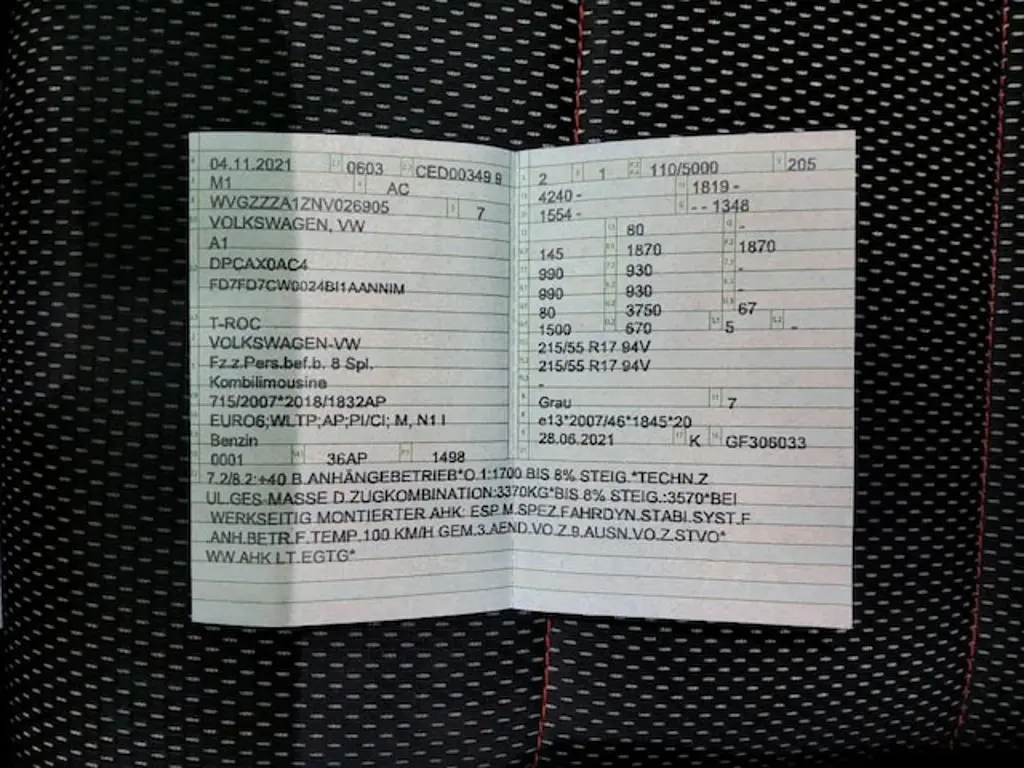 04.11.2021 0603 CED00349 9
M1 AC
WVGZZZA1ZNV026905 7
VOLKSWAGEN, VW
A1
DPCAX0AC4
FD7FD7CW0024BI1AANNIM
T-ROC
VOLKSWAGEN-VW
Fz.z.Pers.bef.b. 8 Spl.
Kombilimousine
715/2007*2018/1832AP
EURO6;WLTP;AP;PI/CI; M, N1 I
Benzin
0001 36AP 1498
2 1 110/5000 205
4240 - 1819 -
1554 - - - 1348
80 -
145 1870 1870
990 930 -
990 930 -
80 3750 67
1500 670 5 -
215/55 R17 94V
215/55 R17 94V
-
Grau 7
e13*2007/46*1845*20
28.06.2021 K GF306033
7.2/8.2:+40 B.ANHÄNGEBETRIEB*O.1:1700 BIS 8% STEIG.*TECHN.Z
UL.GES-MASSE D.ZUGKOMBINATION:3370KG*BIS 8% STEIG.:3570*BEI
WERKSEITIG MONTIERTER AHK: ESP.M.SPEZ.FAHRDYN.STABI.SYST.F
.ANH.BETR.F.TEMP.100 KM/H GEM.3.AEND.VO.Z.9.AUSN.VO.Z.STVO*
WW.AHK LT.EGTG*